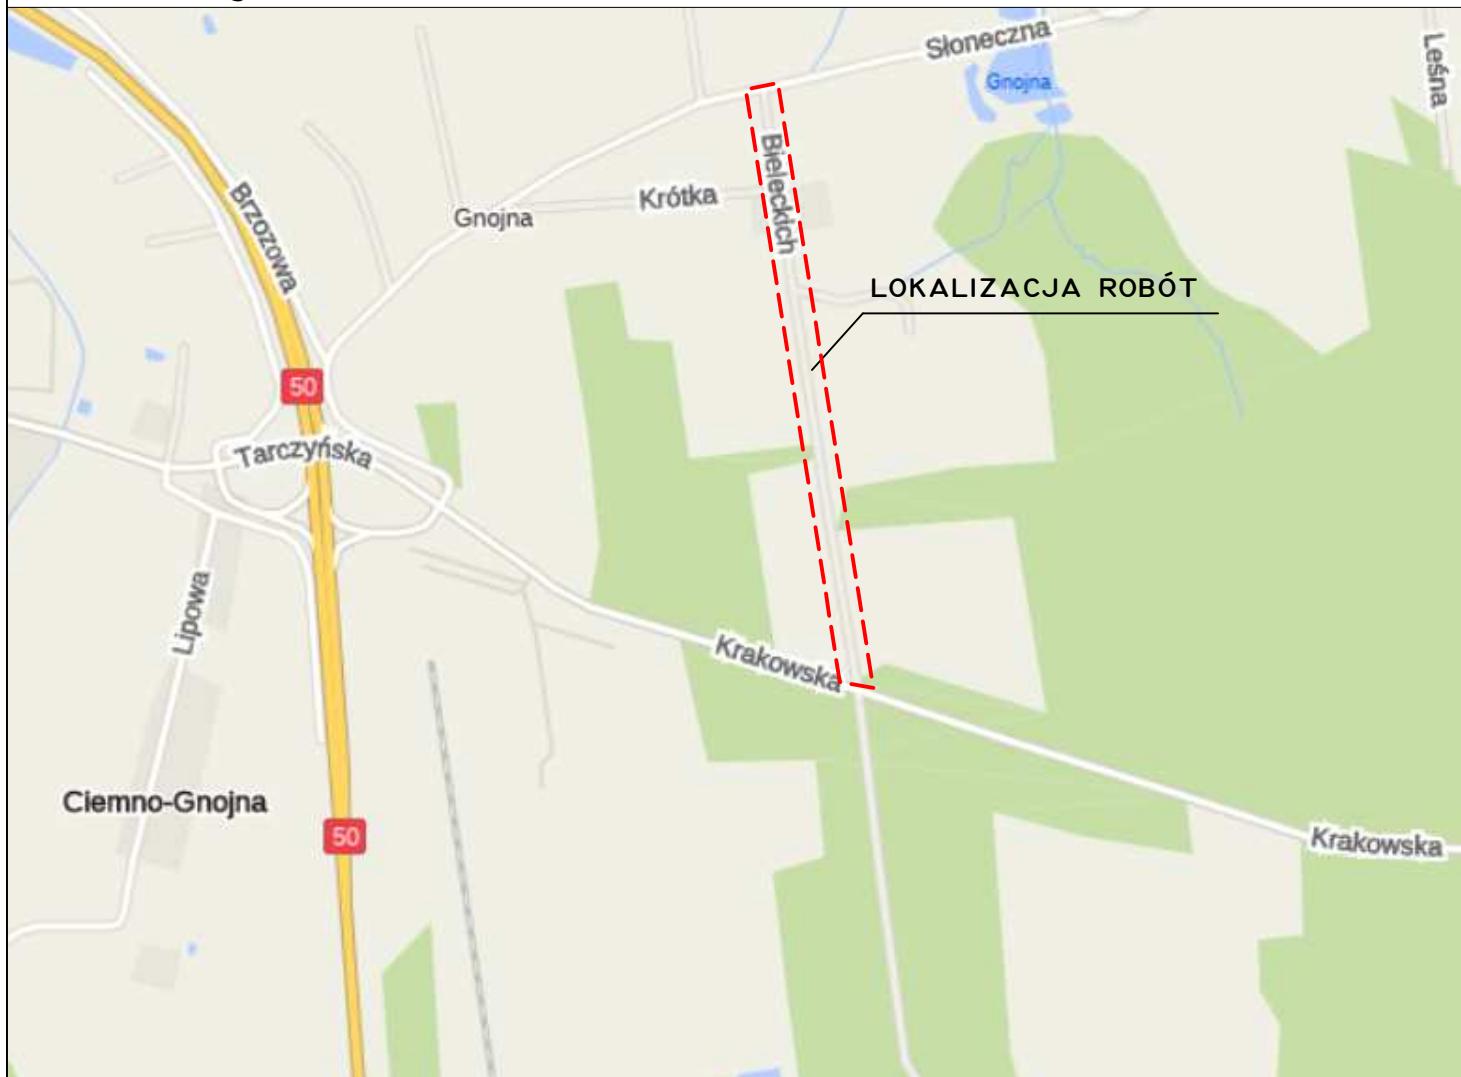 Słoneczna
Leśna
Gnojna
Bieleckich
Brzozowa
Krótka
Gnojna
LOKALIZACJA ROBÓT
50
Tarczyńska
Lipowa
Krakowska
Ciemno-Gnojna
50
Krakowska